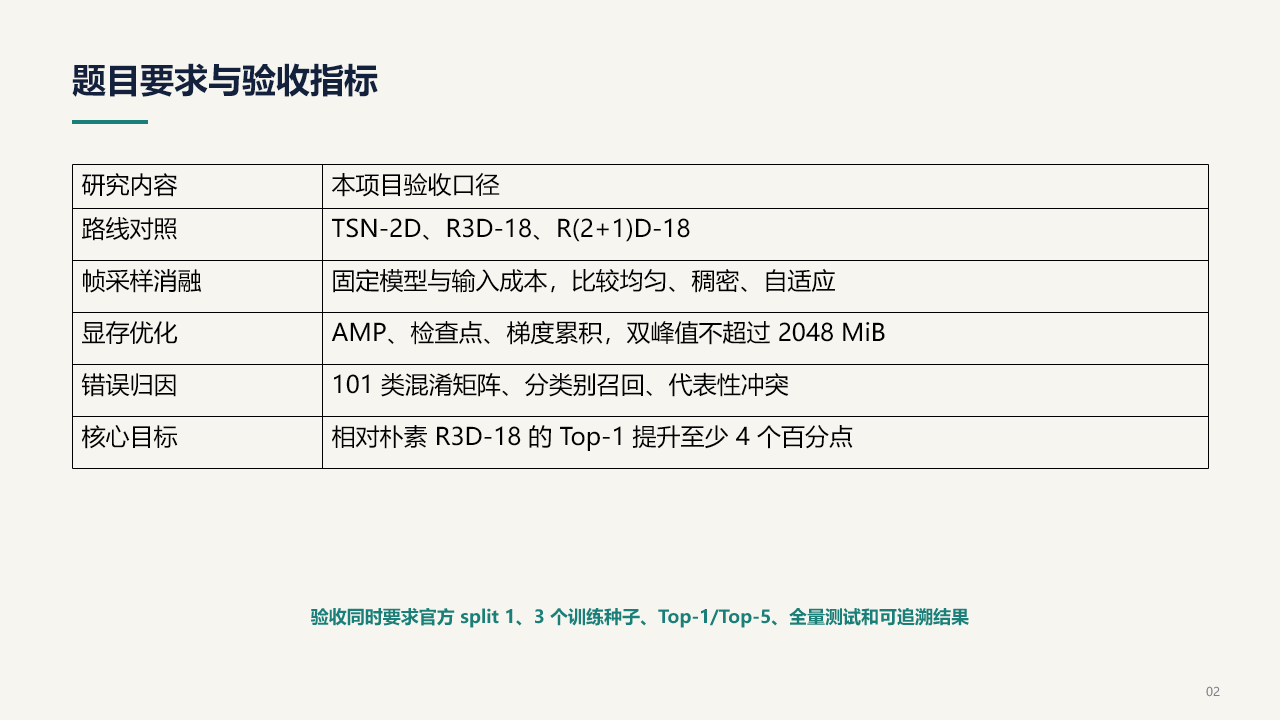 题目要求与验收指标
研究内容 本项目验收口径
路线对照 TSN-2D、R3D-18、R(2+1)D-18
帧采样消融 固定模型与输入成本，比较均匀、稠密、自适应
显存优化 AMP、检查点、梯度累积，双峰值不超过 2048 MiB
错误归因 101 类混淆矩阵、分类别召回、代表性冲突
核心目标 相对朴素 R3D-18 的 Top-1 提升至少 4 个百分点
验收同时要求官方 split 1、3 个训练种子、Top-1/Top-5、全量测试和可追溯结果
02